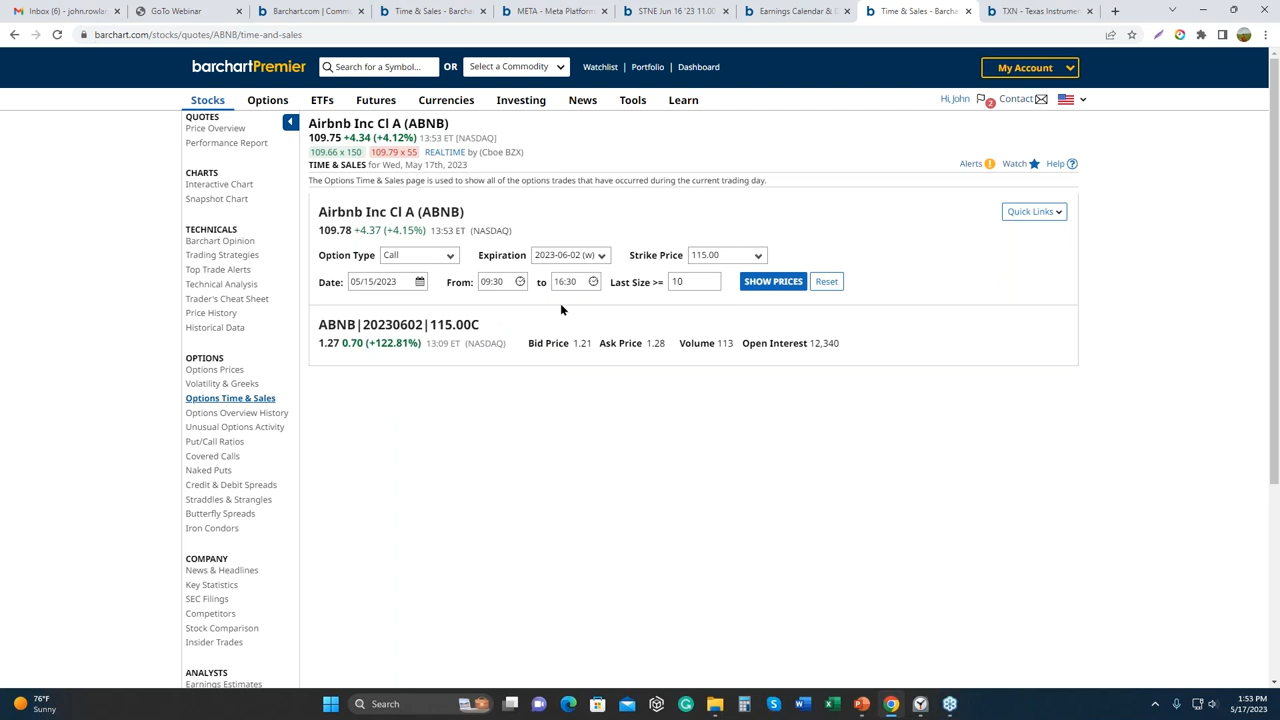 Inbox (6) - john.rowlan
GoTo Webinar
Barchart.com | Comm
Time & Sales - Barcha
META - Meta Platform
STNE Jun 16 '23 11.00
Earnings Calendar & E
Time & Sales - Barcha
TXN - Texas Instrumen
barchart.com/stocks/quotes/ABNB/time-and-sales
barchartPremier
Search for a Symbol...
OR
Select a Commodity
Watchlist | Portfolio | Dashboard
My Account
Stocks Options ETFs Futures Currencies Investing News Tools Learn
Hi, John 2 Contact
QUOTES
Price Overview
Performance Report
CHARTS
Interactive Chart
Snapshot Chart
TECHNICALS
Barchart Opinion
Trading Strategies
Top Trade Alerts
Technical Analysis
Trader's Cheat Sheet
Price History
Historical Data
OPTIONS
Options Prices
Volatility & Greeks
Options Time & Sales
Options Overview History
Unusual Options Activity
Put/Call Ratios
Covered Calls
Naked Puts
Credit & Debit Spreads
Straddles & Strangles
Butterfly Spreads
Iron Condors
COMPANY
News & Headlines
Key Statistics
SEC Filings
Competitors
Stock Comparison
Insider Trades
ANALYSTS
Earnings Estimates
Airbnb Inc Cl A (ABNB)
109.75 +4.34 (+4.12%) 13:53 ET [NASDAQ]
109.66 x 150 109.79 x 55 REALTIME by (Cboe BZX)
TIME & SALES for Wed, May 17th, 2023
Alerts Watch Help
The Options Time & Sales page is used to show all of the options trades that have occurred during the current trading day.
Airbnb Inc Cl A (ABNB)
Quick Links
109.78 +4.37 (+4.15%) 13:53 ET (NASDAQ)
Option Type Call Expiration 2023-06-02 (w) Strike Price 115.00
Date: 05/15/2023 From: 09:30 to 16:30 Last Size >= 10 SHOW PRICES Reset
ABNB|20230602|115.00C
1.27 0.70 (+122.81%) 13:09 ET (NASDAQ) Bid Price 1.21 Ask Price 1.28 Volume 113 Open Interest 12,340
76°F
Sunny
Search
1:53 PM
5/17/2023